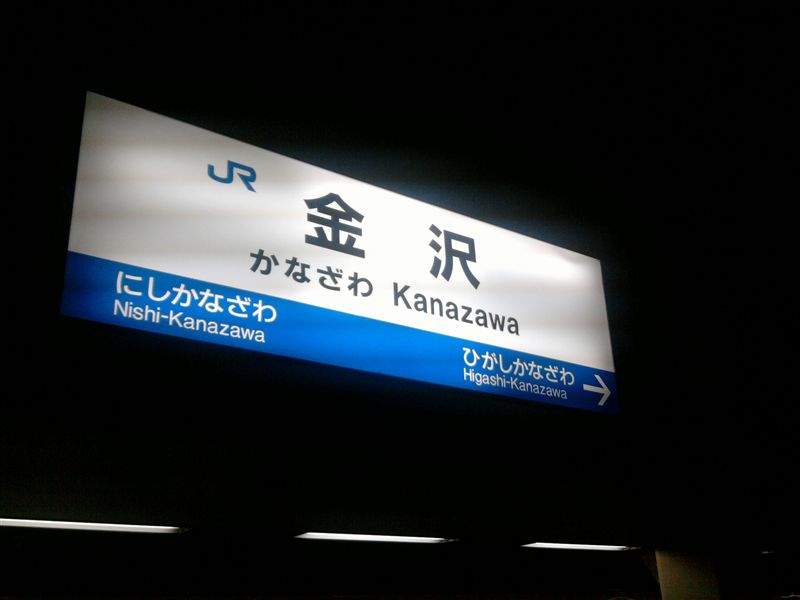 JR
金沢
かなざわ Kanazawa
にしかなざわ
Nishi-Kanazawa
ひがしかなざわ
Higashi-Kanazawa